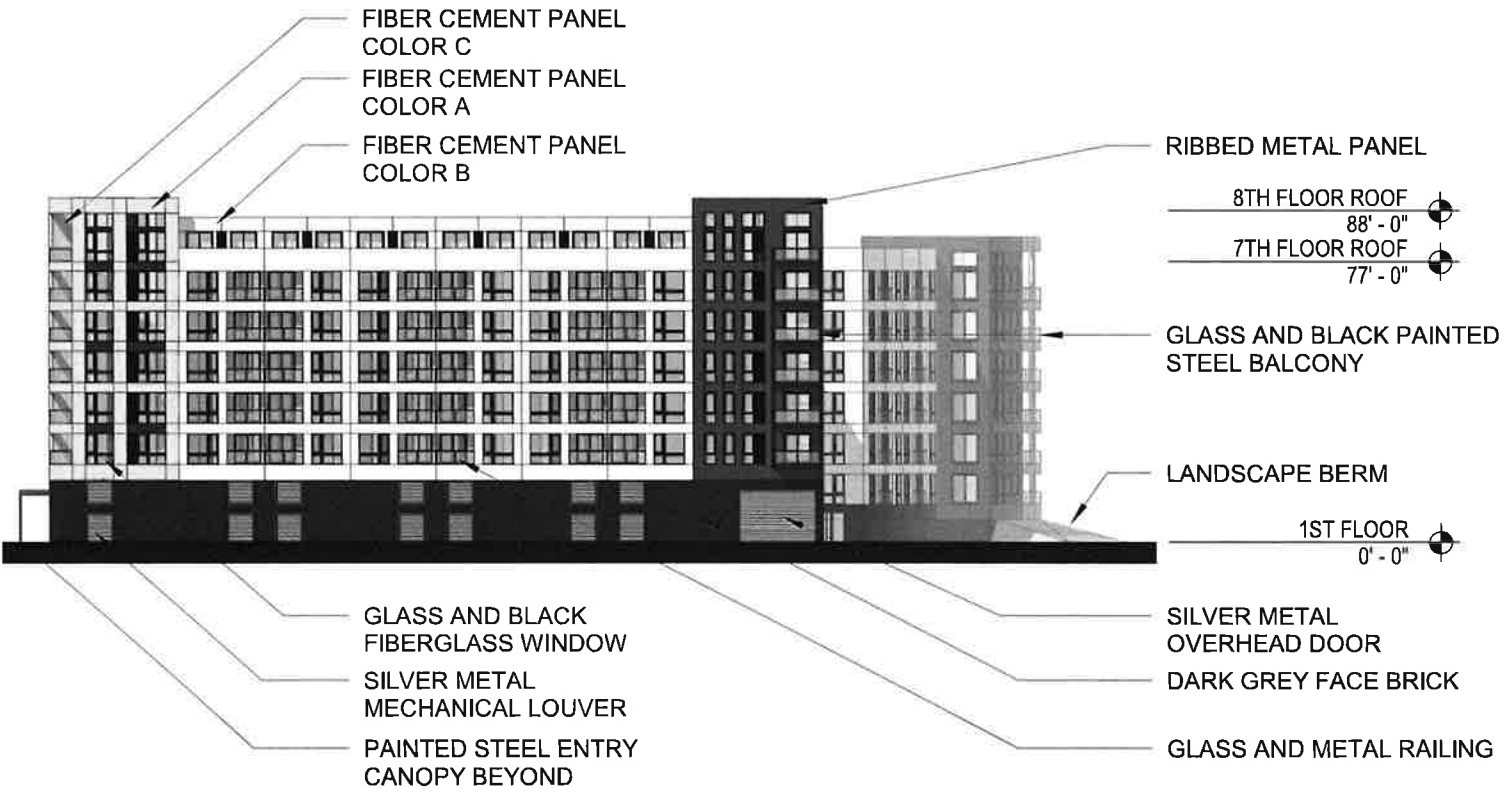 FIBER CEMENT PANEL
COLOR C
FIBER CEMENT PANEL
COLOR A
FIBER CEMENT PANEL
COLOR B
RIBBED METAL PANEL
8TH FLOOR ROOF
88' - 0"
7TH FLOOR ROOF
77' - 0"
GLASS AND BLACK PAINTED
STEEL BALCONY
LANDSCAPE BERM
1ST FLOOR
0' - 0"
GLASS AND BLACK
FIBERGLASS WINDOW
SILVER METAL
MECHANICAL LOUVER
PAINTED STEEL ENTRY
CANOPY BEYOND
SILVER METAL
OVERHEAD DOOR
DARK GREY FACE BRICK
GLASS AND METAL RAILING